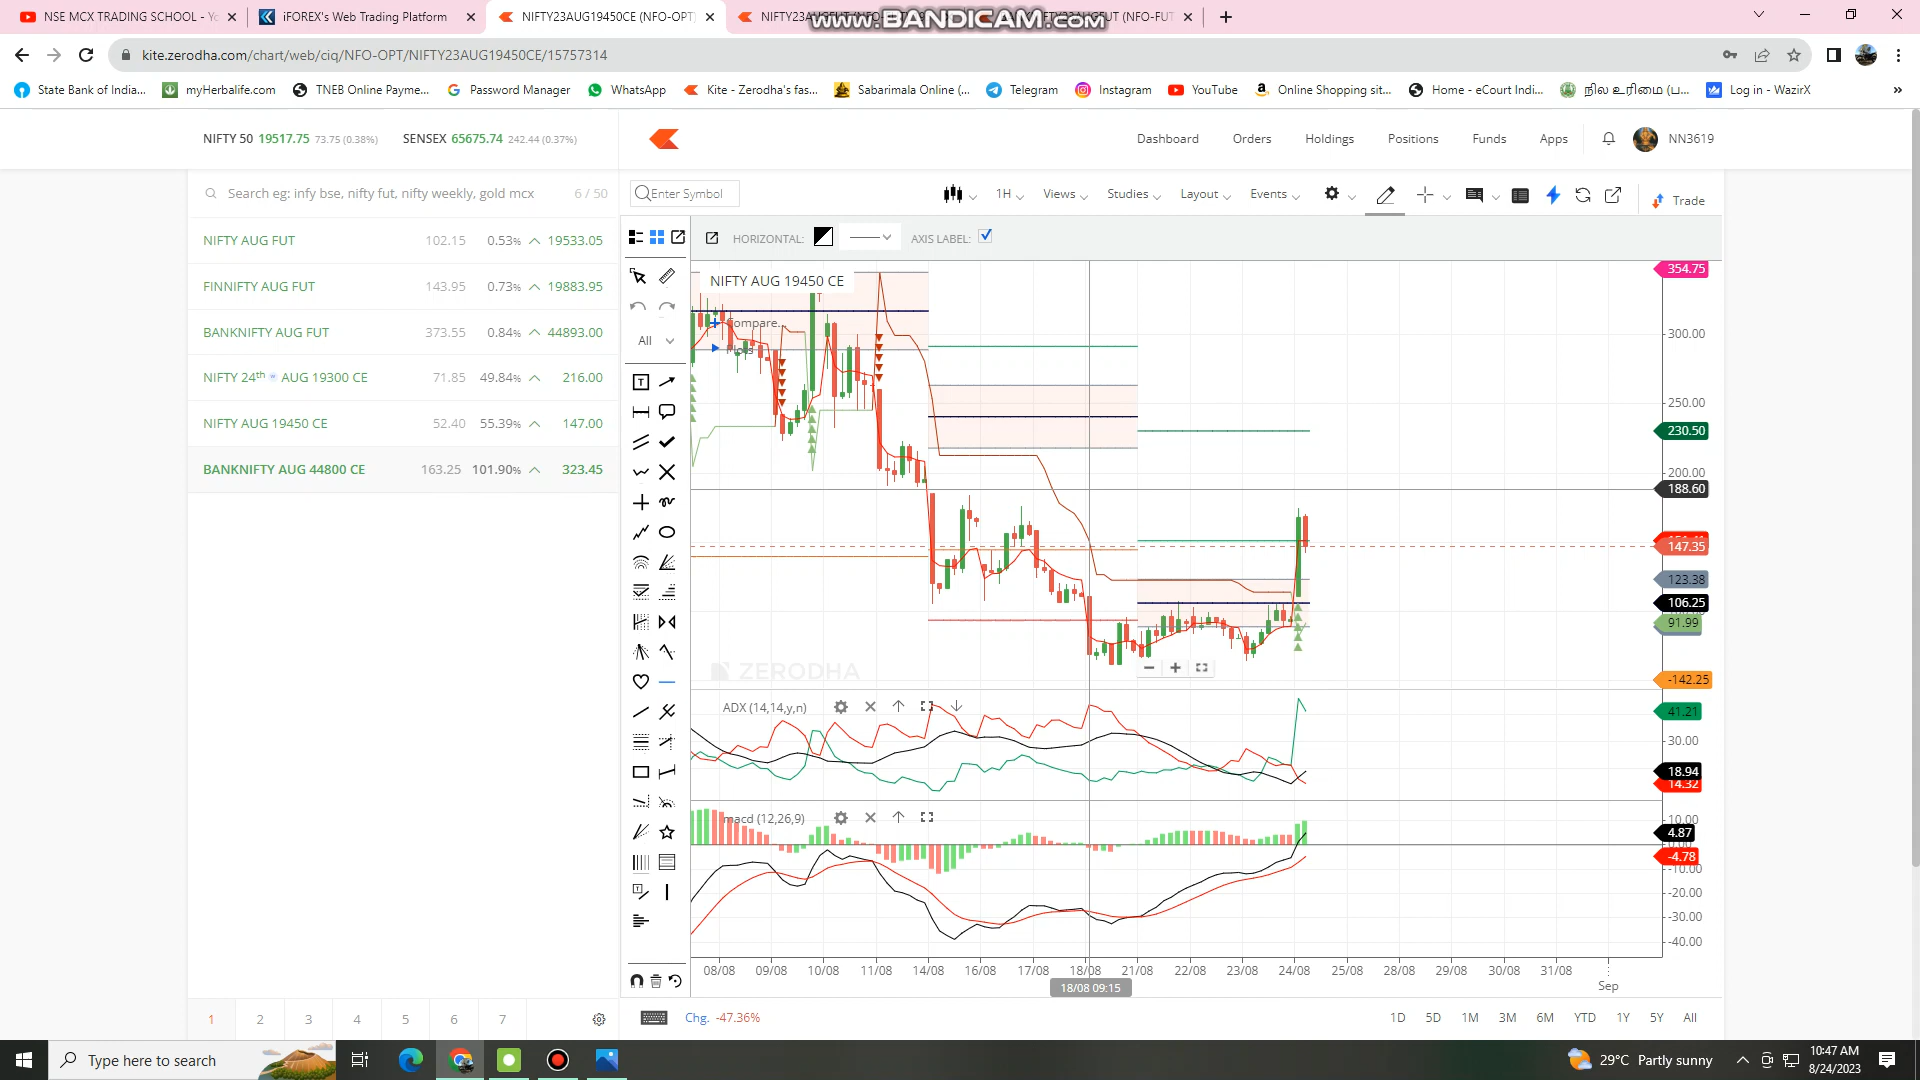 NSE MCX TRADING SCHOOL - Yo
iFOREX's Web Trading Platform
NIFTY23AUG19450CE (NFO-OPT)
www.BANDICAM.com
kite.zerodha.com/chart/web/ciq/NFO-OPT/NIFTY23AUG19450CE/15757314
State Bank of India...
myHerbalife.com
TNEB Online Payme...
Password Manager
WhatsApp
Kite - Zerodha's fas...
Sabarimala Online (...
Telegram
Instagram
YouTube
Online Shopping sit...
Home - eCourt Indi...
நில உரிமை (ப...
Log in - WazirX
NIFTY 50 19517.75 73.75 (0.38%)
SENSEX 65675.74 242.44 (0.37%)
Dashboard
Orders
Holdings
Positions
Funds
Apps
NN3619
Search eg: infy bse, nifty fut, nifty weekly, gold mcx 6 / 50
NIFTY AUG FUT 102.15 0.53% 19533.05
FINNIFTY AUG FUT 143.95 0.73% 19883.95
BANKNIFTY AUG FUT 373.55 0.84% 44893.00
NIFTY 24th w AUG 19300 CE 71.85 49.84% 216.00
NIFTY AUG 19450 CE 52.40 55.39% 147.00
BANKNIFTY AUG 44800 CE 163.25 101.90% 323.45
Enter Symbol
1H
Views
Studies
Layout
Events
Trade
HORIZONTAL:
AXIS LABEL:
All
NIFTY AUG 19450 CE
Compare...
Plots
ZERODHA
354.75
300.00
250.00
230.50
200.00
188.60
147.35
123.38
106.25
91.99
-142.25
ADX (14,14,y,n)
41.21
30.00
18.94
14.32
macd (12,26,9)
10.00
4.87
0.00
-4.78
-10.00
-20.00
-30.00
-40.00
08/08 09/08 10/08 11/08 14/08 16/08 17/08 18/08 21/08 22/08 23/08 24/08 25/08 28/08 29/08 30/08 31/08
Sep
18/08 09:15
1 2 3 4 5 6 7
Chg. -47.36%
1D 5D 1M 3M 6M YTD 1Y 5Y All
Type here to search
29°C Partly sunny
10:47 AM
8/24/2023